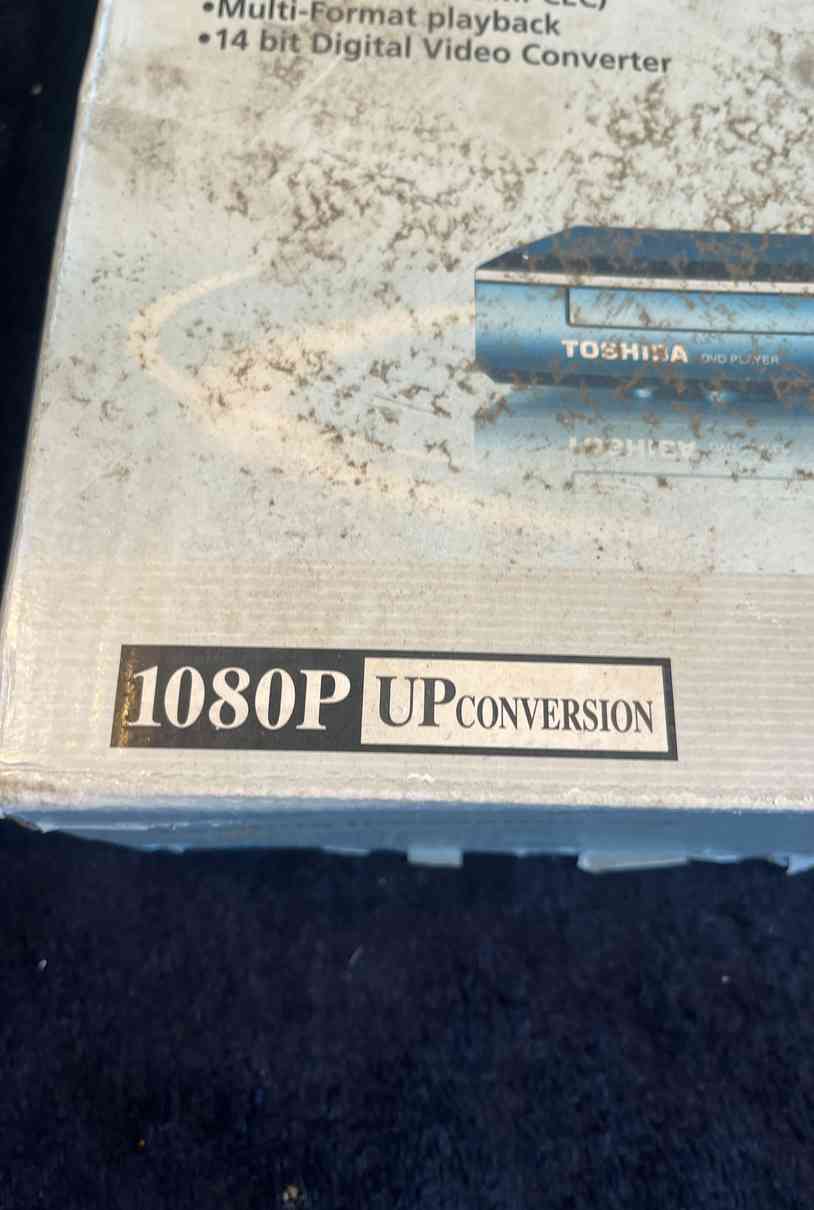 •Multi-Format playback
•14 bit Digital Video Converter
TOSHIBA DVD PLAYER
1080P UPCONVERSION